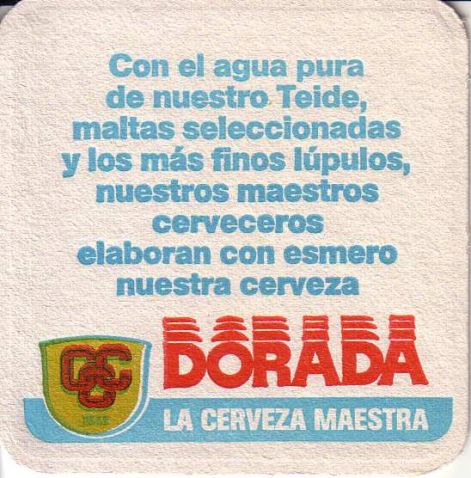 Con el agua pura
de nuestro Teide,
maltas seleccionadas
y los más finos lúpulos,
nuestros maestros
cerveceros
elaboran con esmero
nuestra cerveza
DORADA
CCC
LA CERVEZA MAESTRA